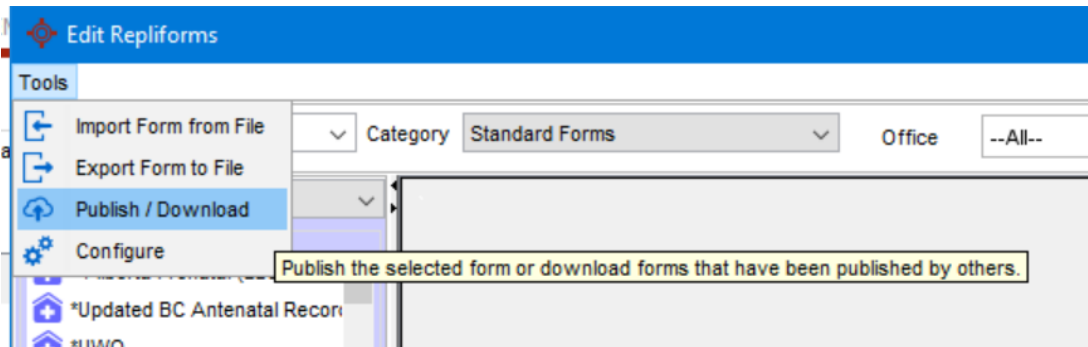 Edit Repliforms
Tools
Import Form from File
Category Standard Forms Office --All--
Export Form to File
Publish / Download
Configure
Publish the selected form or download forms that have been published by others.
*Updated BC Antenatal Recor
*UWO